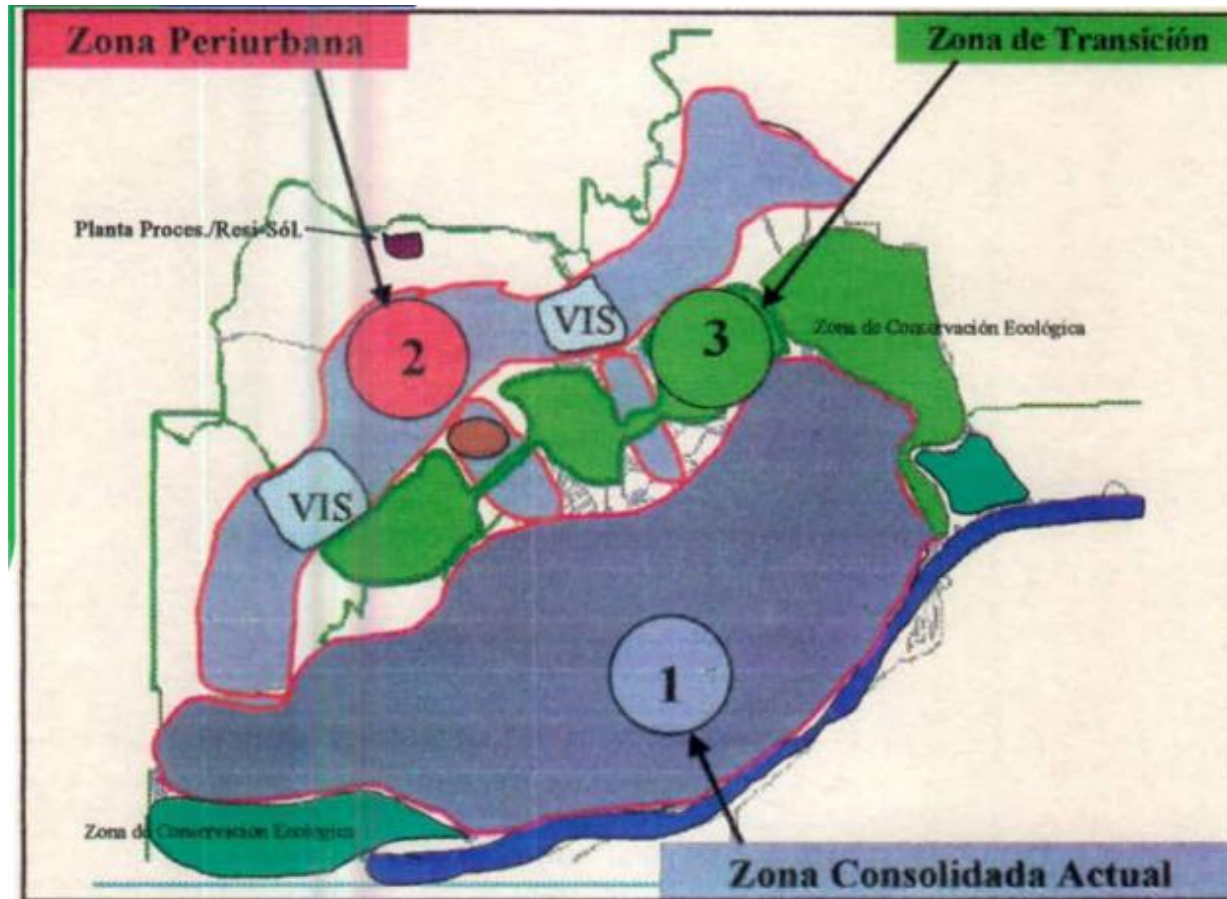 Zona Periurbana
Zona de Transición
Planta Proces./Resi-Sól.
VIS
3
Zona de Conservación Ecológica
2
VIS
1
Zona de Conservación Ecológica
Zona Consolidada Actual